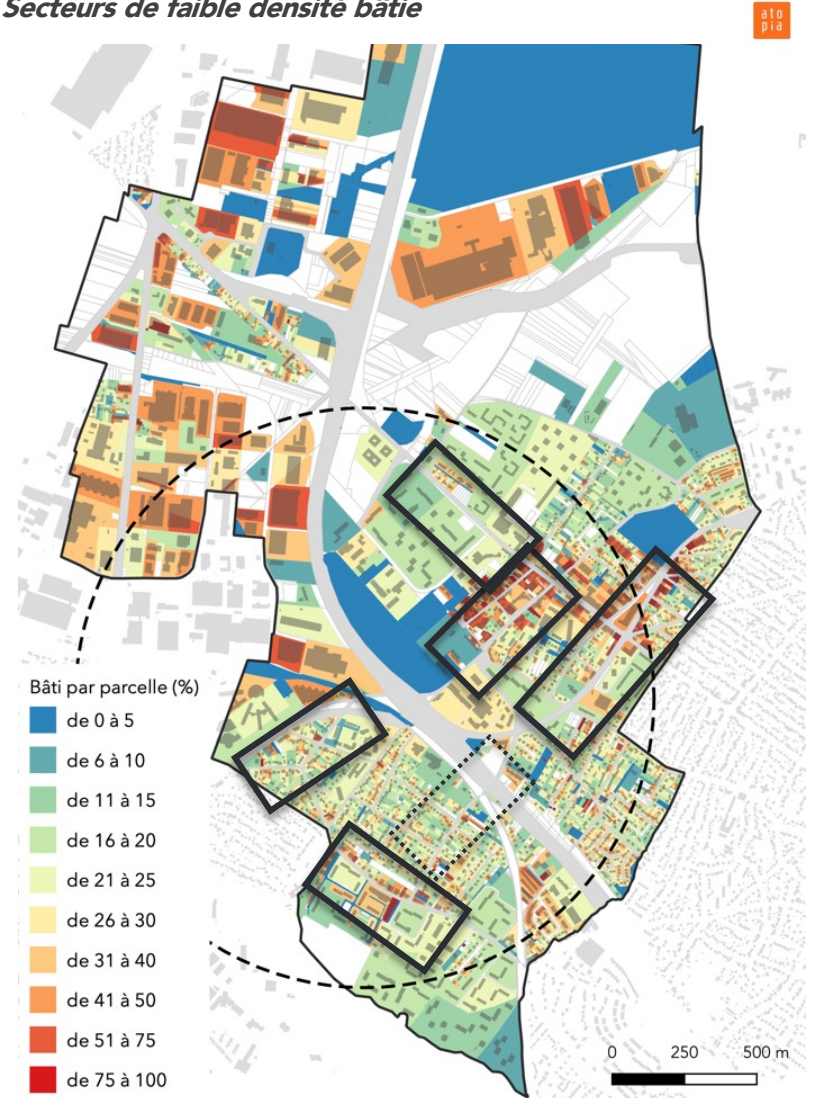 Secteurs de faible densité bâtie
ato
pia
Bâti par parcelle (%)
de 0 à 5
de 6 à 10
de 11 à 15
de 16 à 20
de 21 à 25
de 26 à 30
de 31 à 40
de 41 à 50
de 51 à 75
de 75 à 100
0 250 500 m